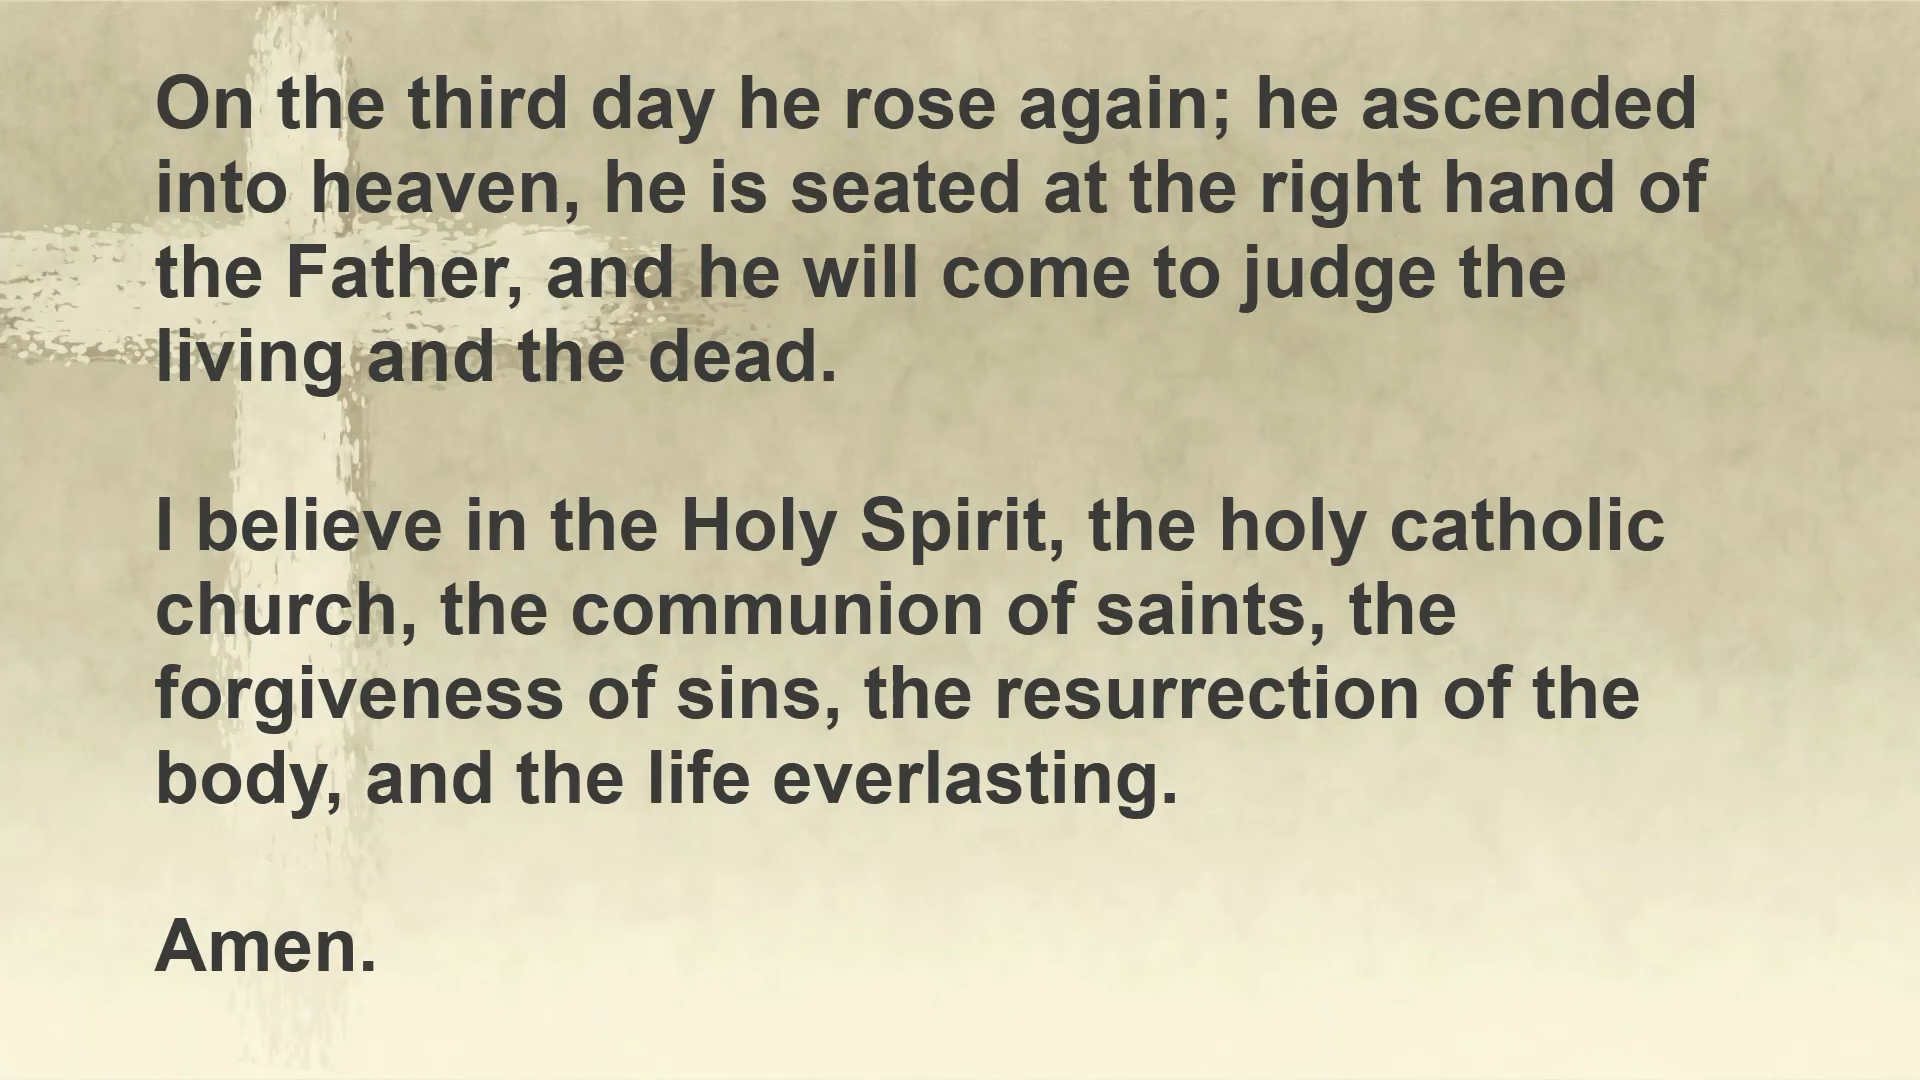 On the third day he rose again; he ascended
into heaven, he is seated at the right hand of
the Father, and he will come to judge the
living and the dead.
I believe in the Holy Spirit, the holy catholic
church, the communion of saints, the
forgiveness of sins, the resurrection of the
body, and the life everlasting.
Amen.